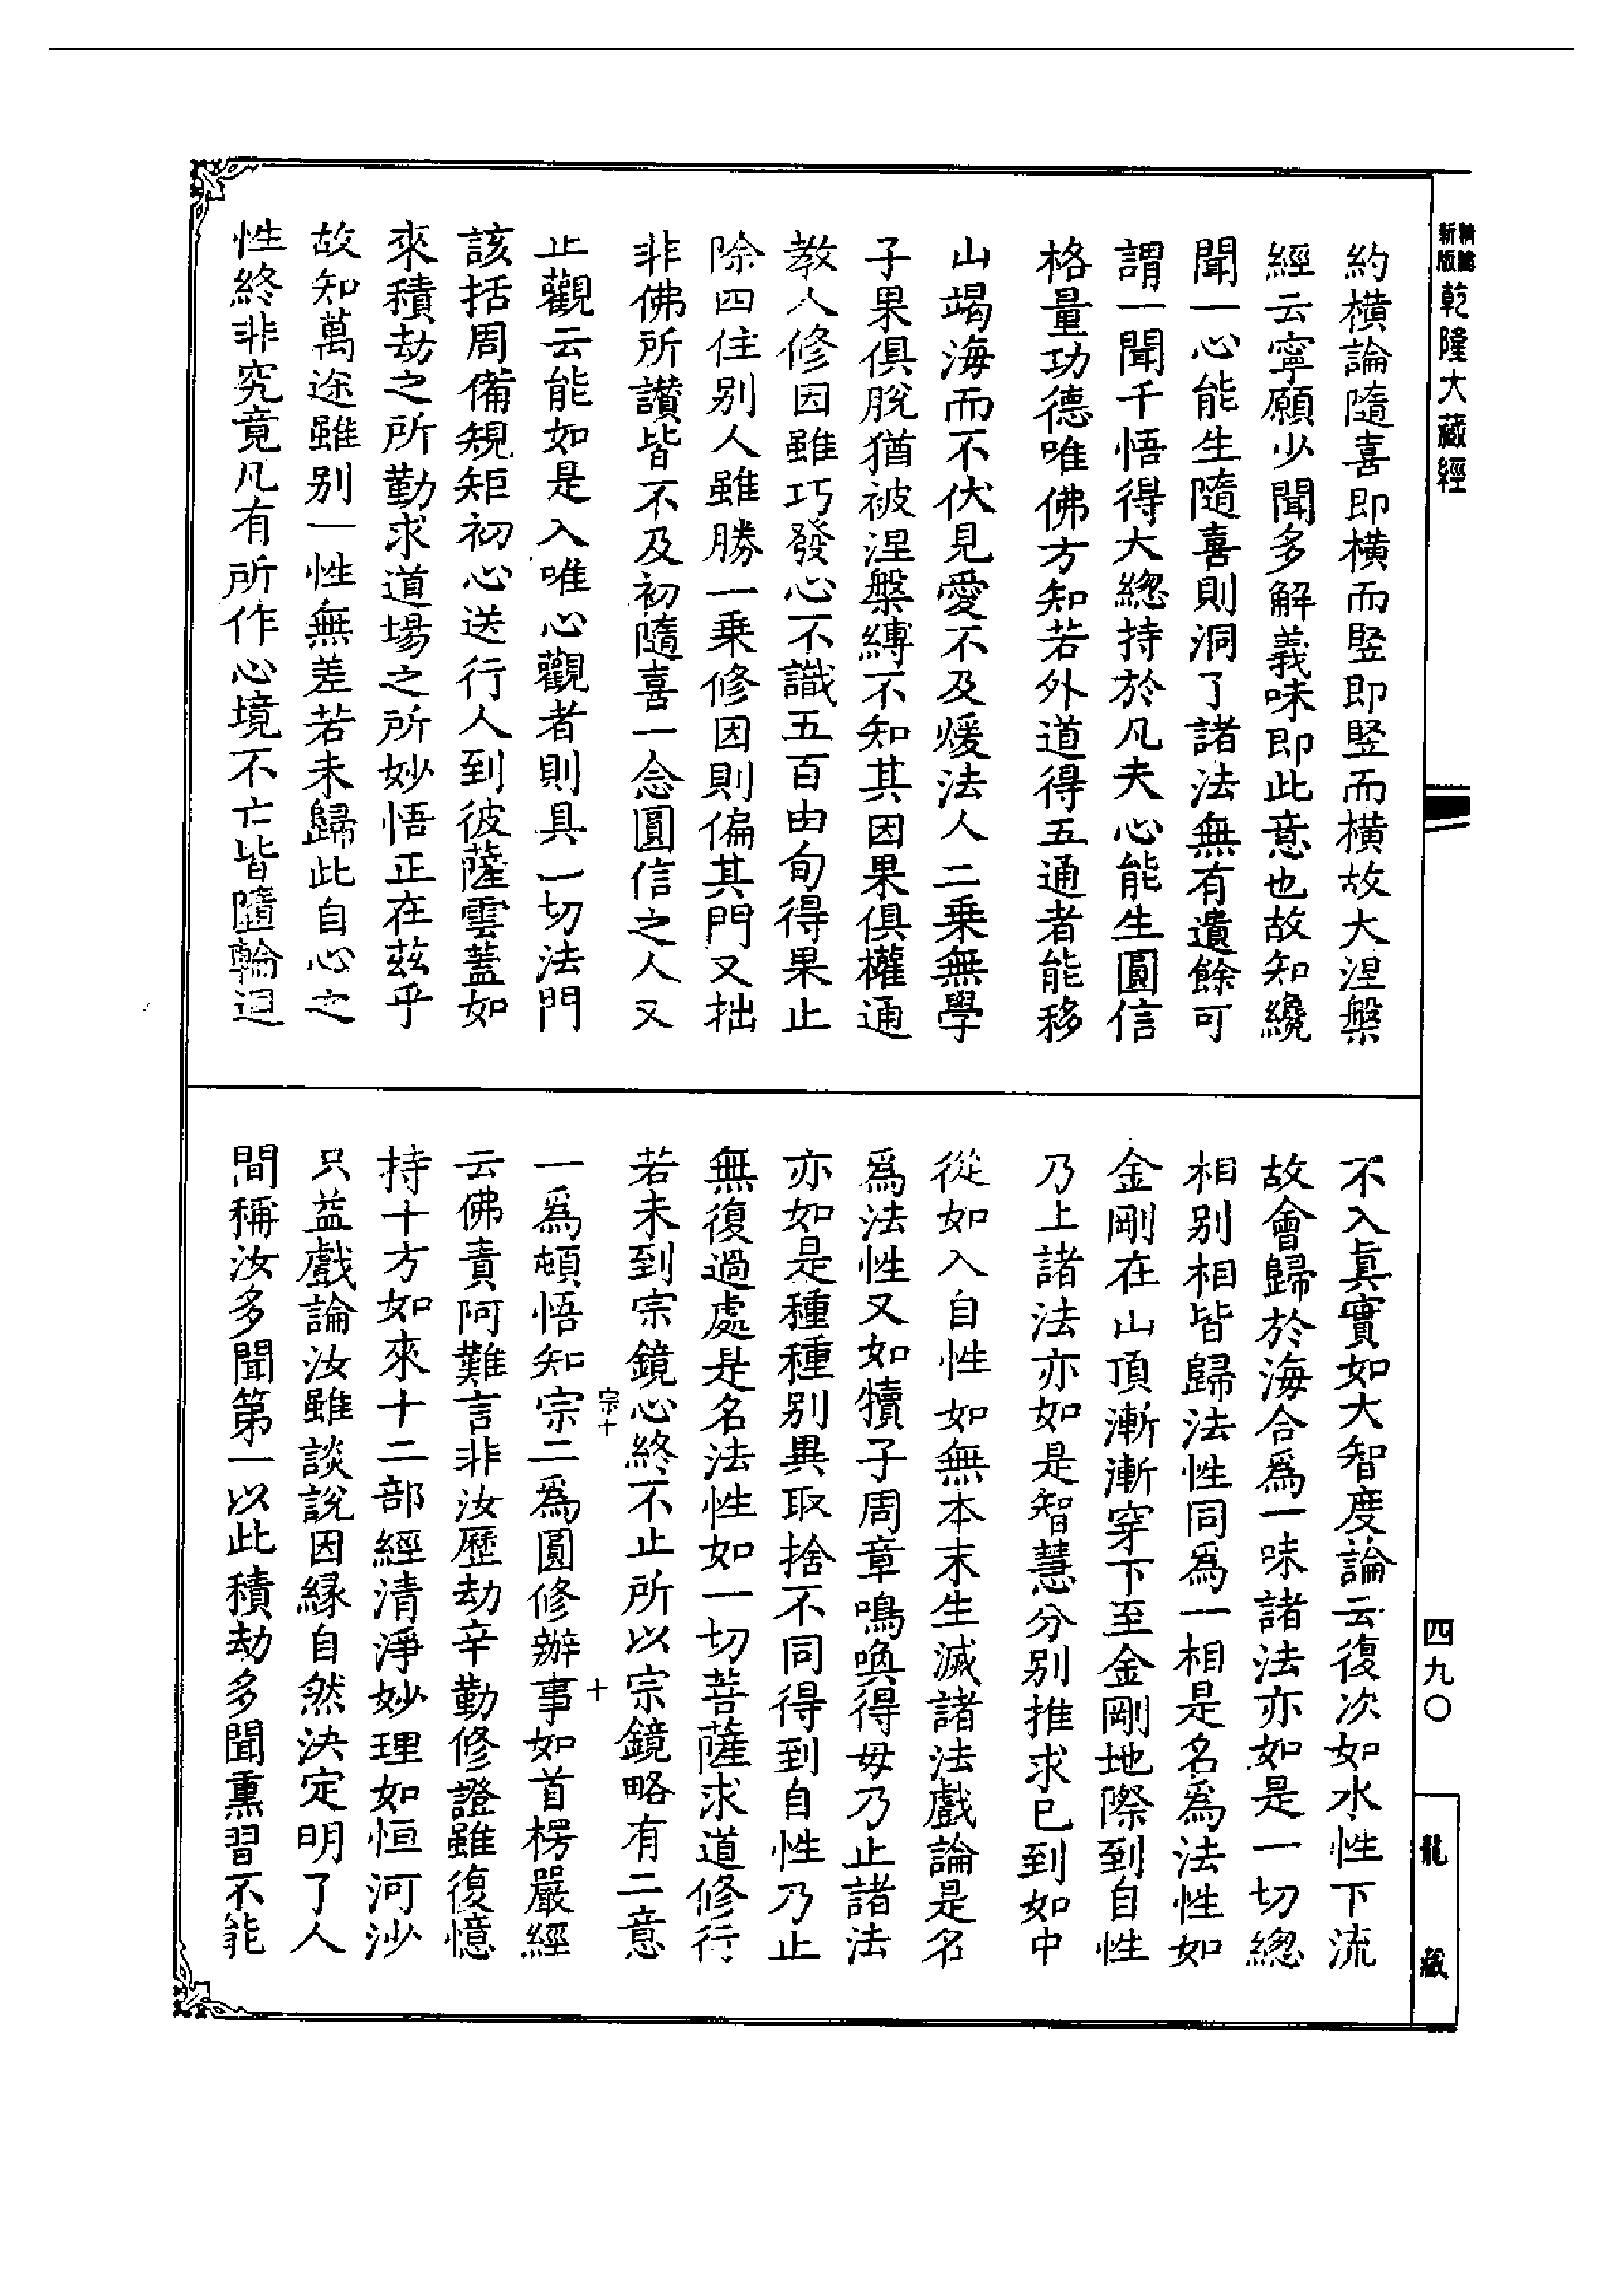 精鵝新版乾隆大藏經
約橫論隨喜即橫而竪即竪而橫故大涅槃
經云寧願少聞多解義味即此意也故知纔
聞一心能生隨喜則洞了諸法無有遺餘可
謂一聞千悟得大總持於凡夫心能生圓信
格量功德唯佛方知若外道得五通者能移
山竭海而不伏見愛不及煖法人二乗無學
子果俱脫猶被涅槃縛不知其因果俱權通
教人修因雖巧發心不識五百由旬得果止
除四住別人雖勝一乗修因則偏其門又拙
非佛所讚皆不及初隨喜一念圓信之人又
止觀云能如是入唯心觀者則具一切法門
該括周備規矩初心送行人到彼薩雲蓋如
來積劫之所勤求道場之所妙悟正在茲乎
故知萬途雖別一性無差若未歸此自心之
性終非究竟凡有所作心境不亡皆隨輪迴
不入眞實如大智度論云復次如水性下流
故會歸於海合爲一味諸法亦如是一切總
相別相皆歸法性同爲一相是名爲法性如
金剛在山頂漸漸穿下至金剛地際到自性
乃上諸法亦如是智慧分別推求已到如中
從如入自性如無本末生滅諸法戲論是名
爲法性又如犢子周章鳴喚得毋乃止諸法
亦如是種種別異取捨不同得到自性乃止
無復過處是名法性如一切菩薩求道修行
若未到宗鏡心終不止所以宗鏡略有二意
宗十
十
一爲頓悟知宗二爲圓修辦事如首楞嚴經
云佛責阿難言非汝歷劫辛勤修證雖復憶
持十方如來十二部經清淨妙理如恒河沙
只益戲論汝雖談說因緣自然決定明了人
間稱汝多聞第一以此積劫多聞熏習不能
四九〇
龍藏